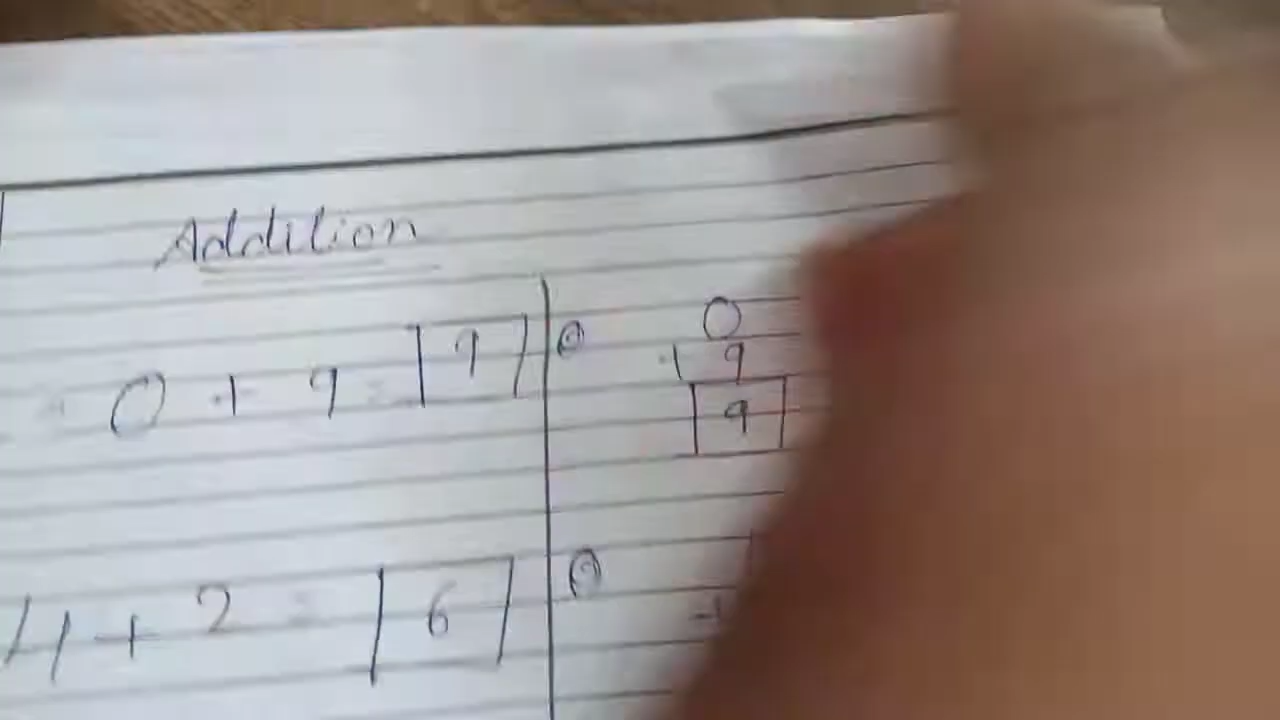 Addition
0 + 9 = 9
0
+ 9
9
4 + 2 = 6
+